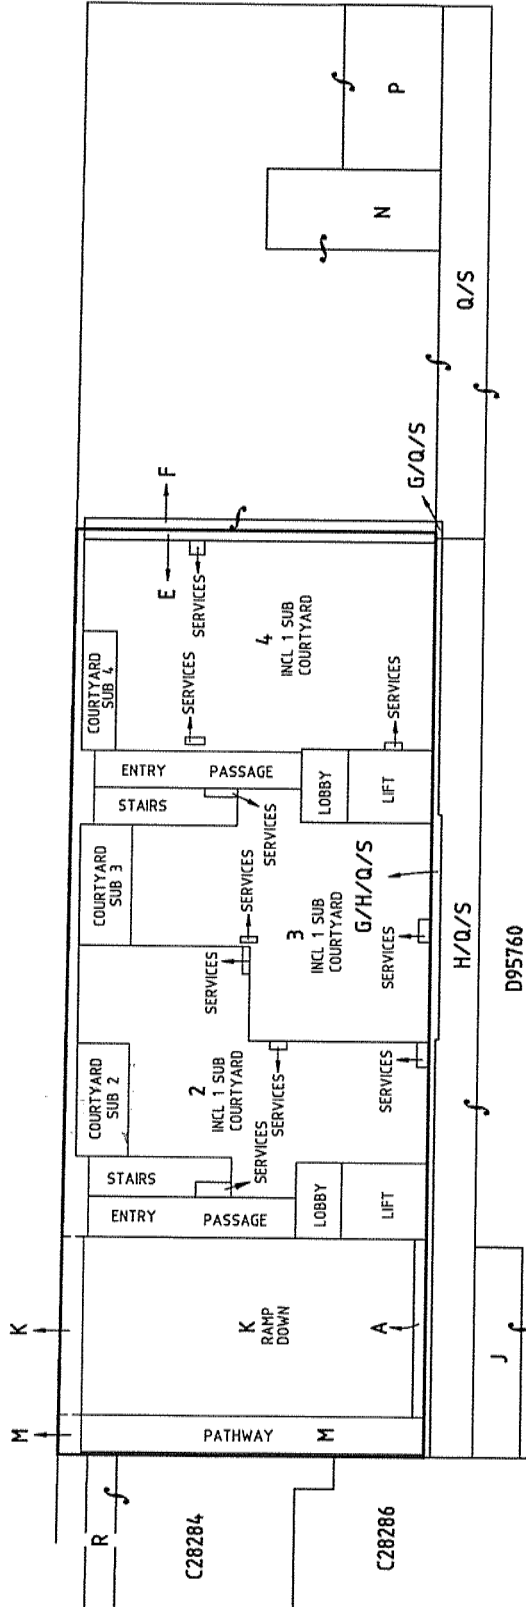 P
N
Q/S
G/Q/S
F
E
SERVICES
SERVICES
4
INCL 1 SUB
COURTYARD
SERVICES
COURTYARD
SUB 4
ENTRY
PASSAGE
LOBBY
LIFT
STAIRS
SERVICES
COURTYARD
SUB 3
SERVICES
3
INCL 1 SUB
COURTYARD
G/H/Q/S
SERVICES
H/Q/S
D95760
SERVICES
COURTYARD
SUB 2
2
INCL 1 SUB
COURTYARD
SERVICES
SERVICES
SERVICES
STAIRS
ENTRY
PASSAGE
LOBBY
LIFT
K
K
RAMP
DOWN
A
J
M
PATHWAY
M
R
C28284
C28286